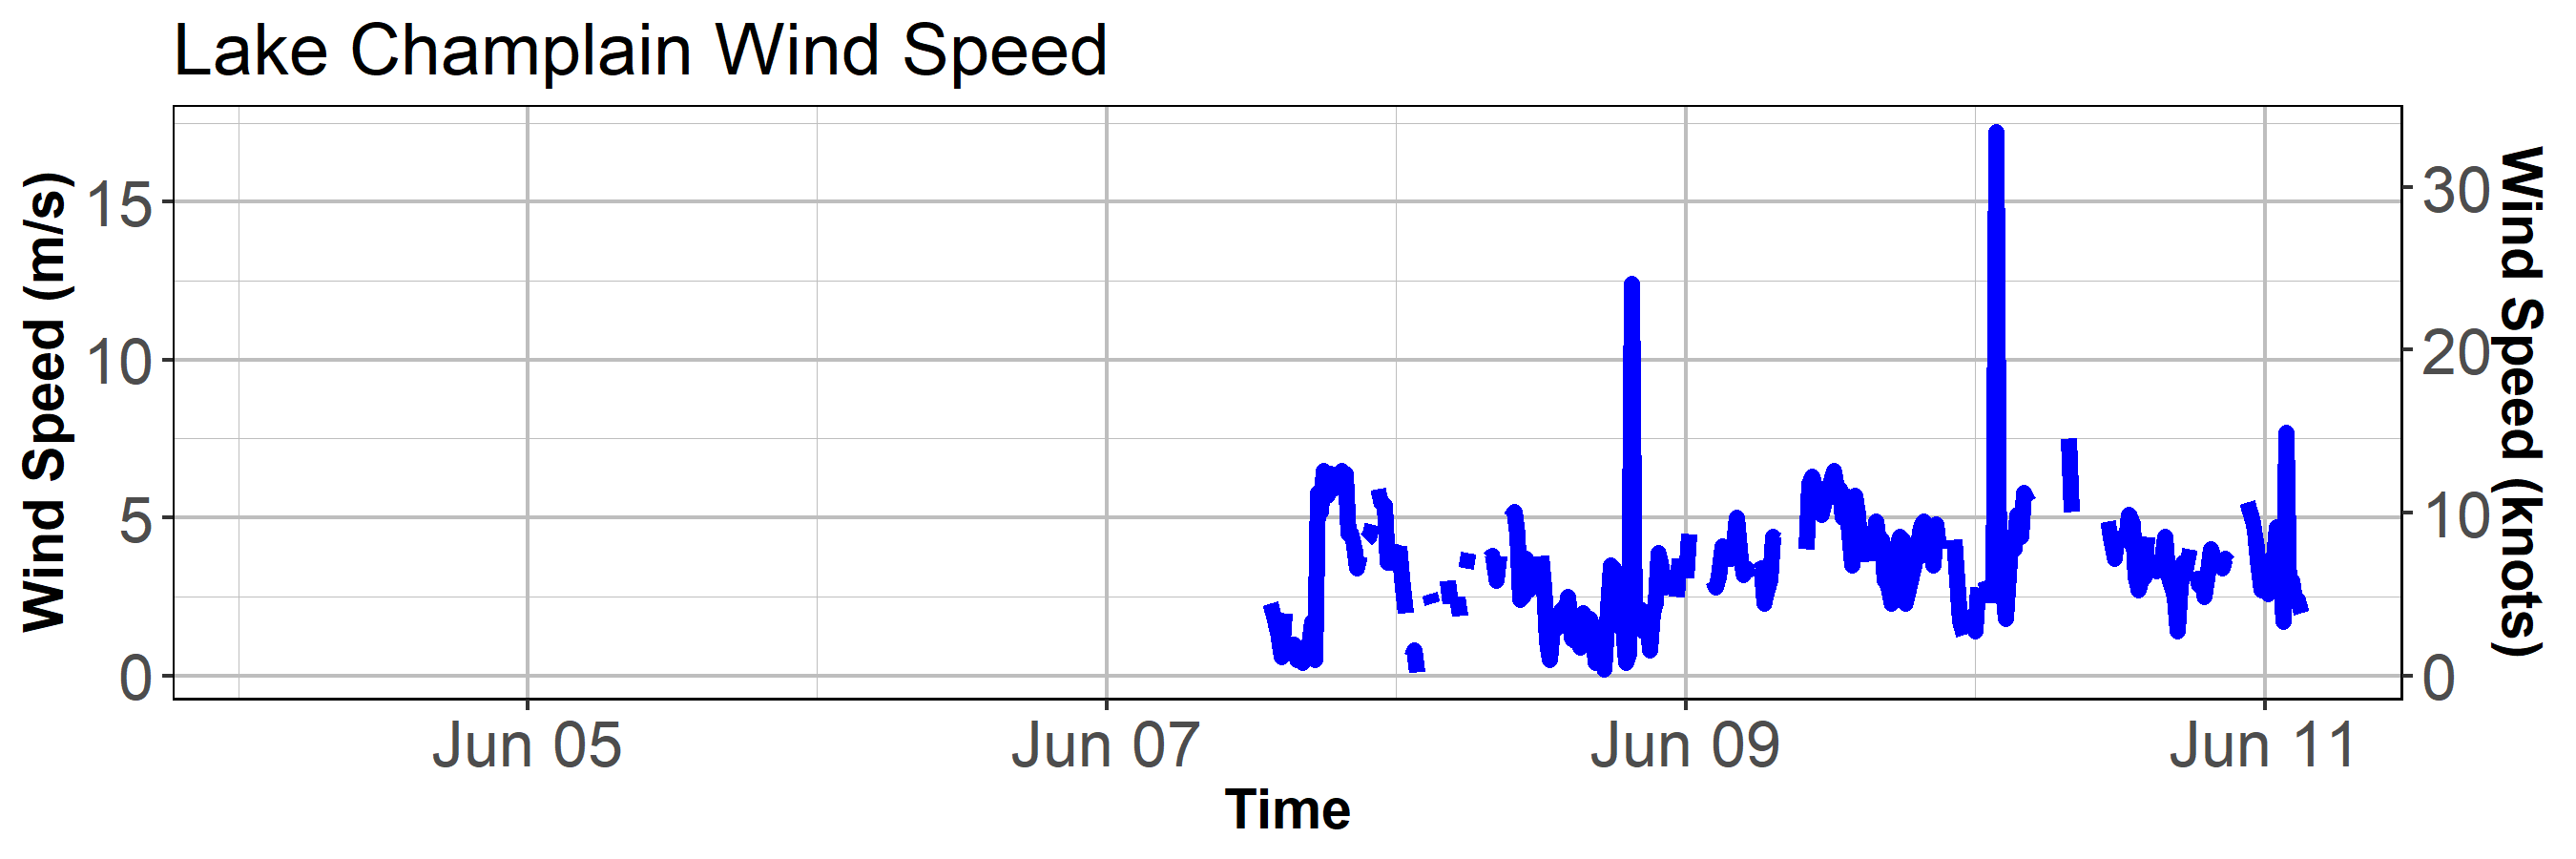 Lake Champlain Wind Speed
Wind Speed (m/s)
15
10
5
0
30
20
10
0
Wind Speed (knots)
Jun 05
Jun 07
Jun 09
Jun 11
Time